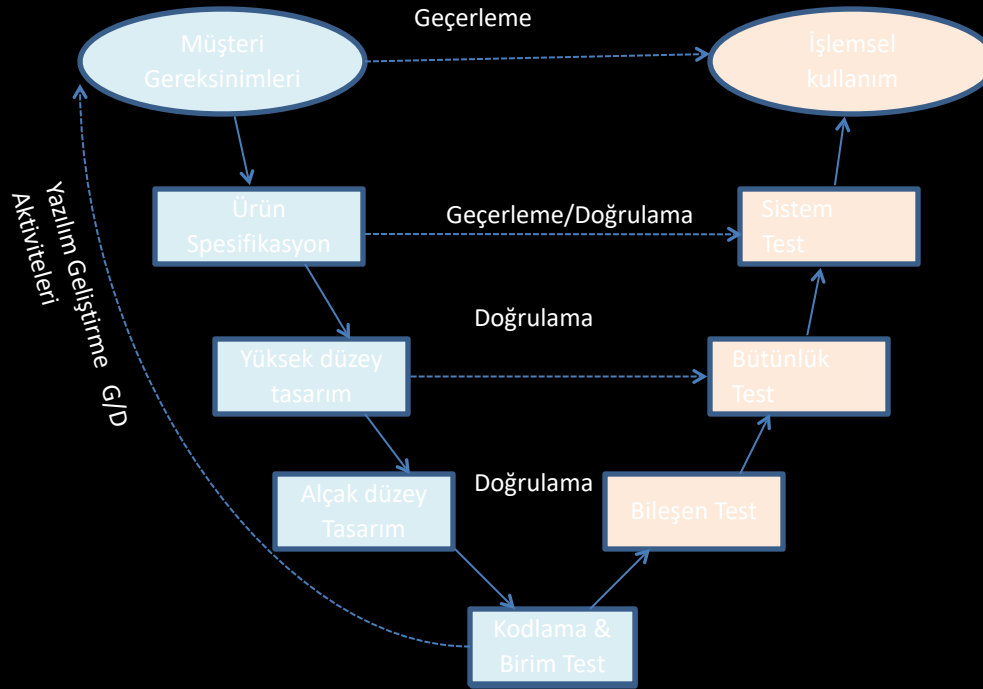 Geçerleme
Müşteri
Gereksinimleri
İşlemsel
kullanım
Yazılım Geliştirme G/D
Aktiviteleri
Ürün
Spesifikasyon
Geçerleme/Doğrulama
Sistem
Test
Doğrulama
Yüksek düzey
tasarım
Bütünlük
Test
Doğrulama
Alçak düzey
Tasarım
Bileşen Test
Kodlama &
Birim Test